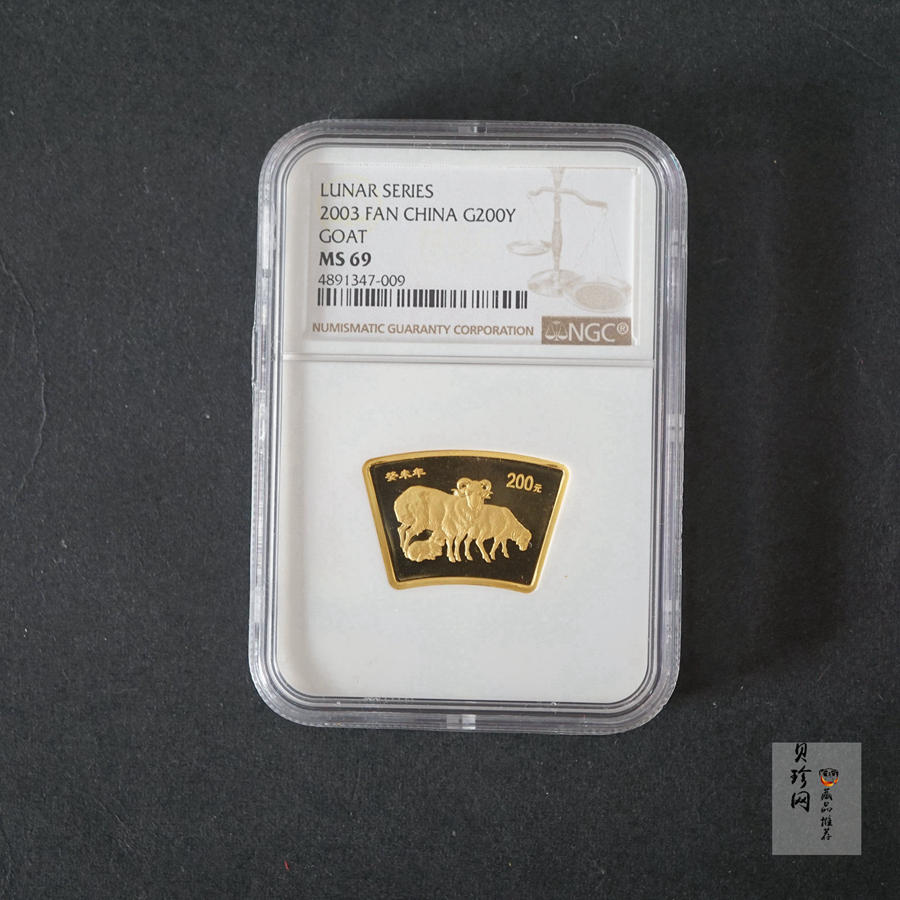 LUNAR SERIES
2003 FAN CHINA G200Y
GOAT
MS 69
4891347-009
NUMISMATIC GUARANTY CORPORATION
NGC®
癸未年
200元
贝珍网
藏品推荐